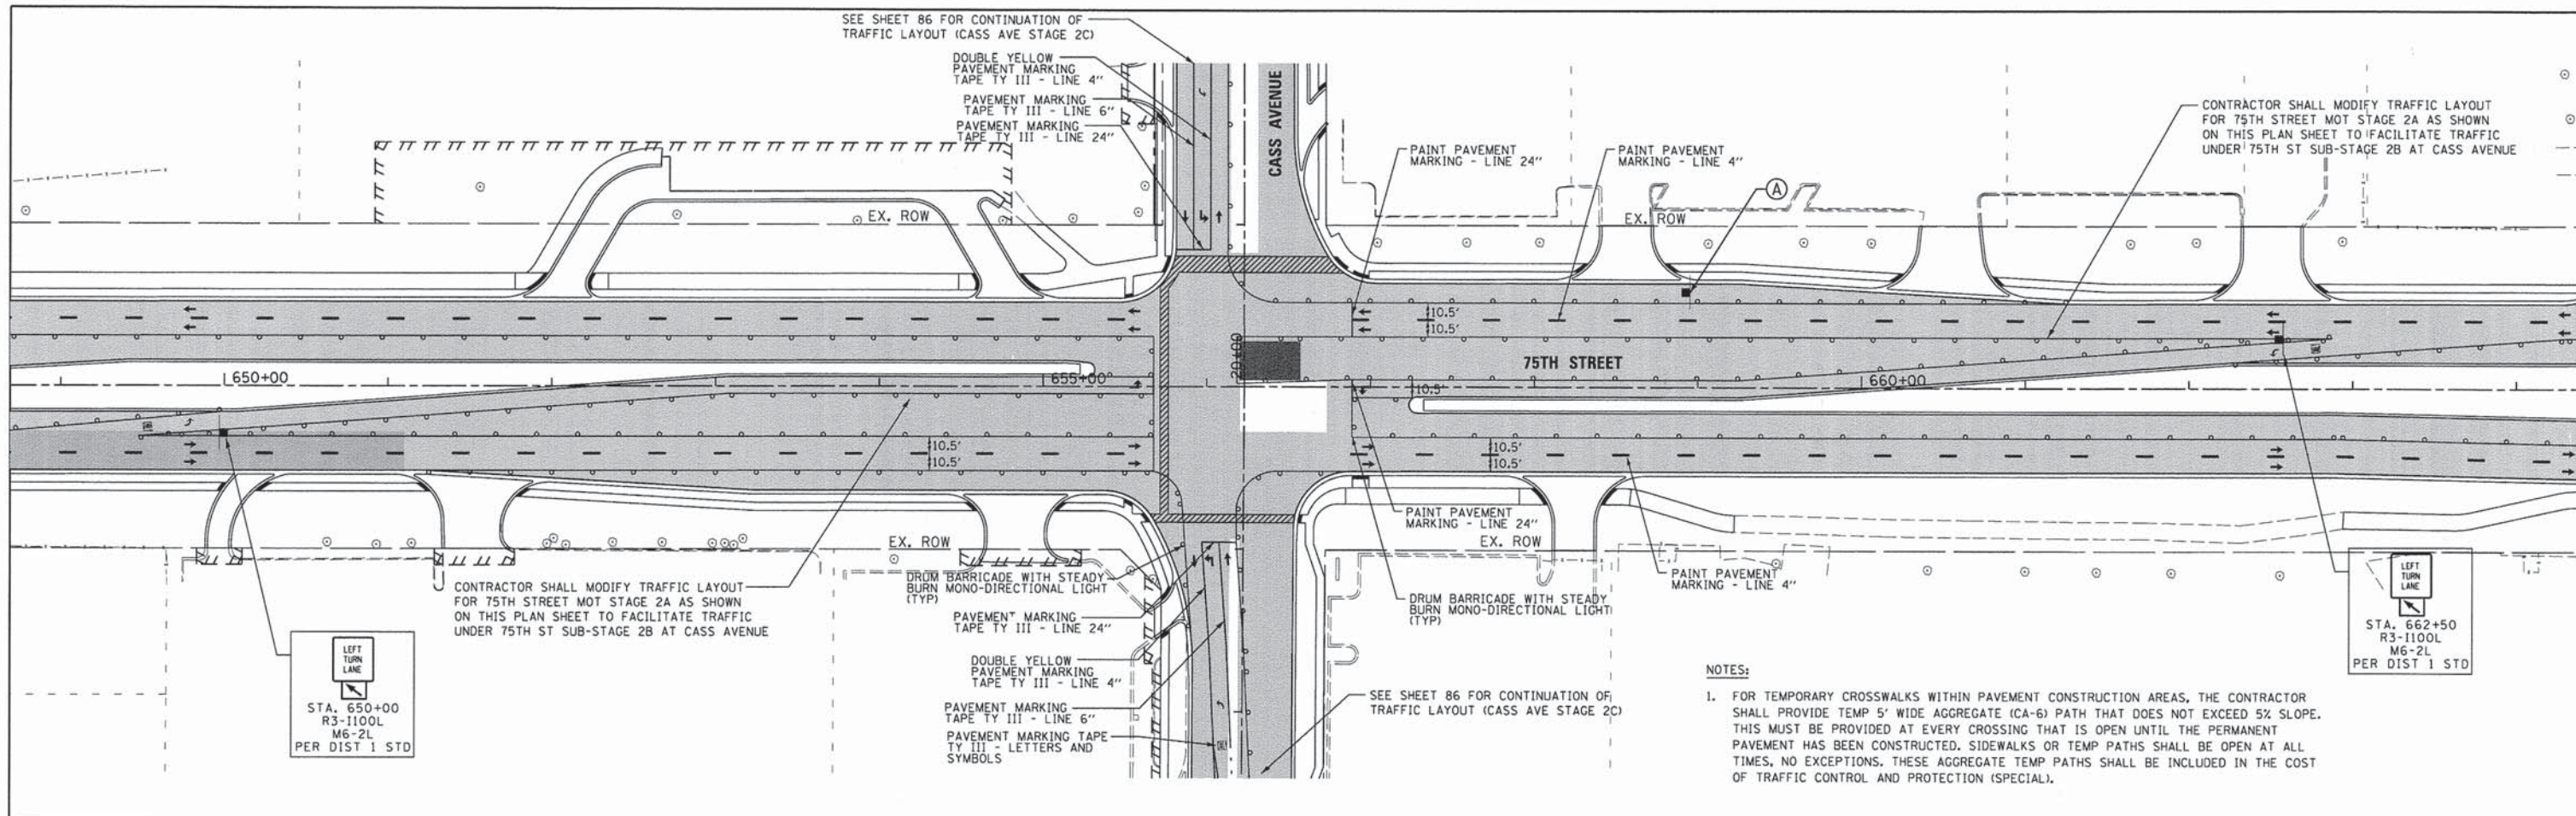 SEE SHEET 86 FOR CONTINUATION OF
TRAFFIC LAYOUT (CASS AVE STAGE 2C)
DOUBLE YELLOW
PAVEMENT MARKING
TAPE TY III - LINE 4"
PAVEMENT MARKING
TAPE TY III - LINE 6"
PAVEMENT MARKING
TAPE TY III - LINE 24"
CASS AVENUE
PAINT PAVEMENT
MARKING - LINE 24"
PAINT PAVEMENT
MARKING - LINE 4"
A
CONTRACTOR SHALL MODIFY TRAFFIC LAYOUT
FOR 75TH STREET MOT STAGE 2A AS SHOWN
ON THIS PLAN SHEET TO FACILITATE TRAFFIC
UNDER 75TH ST SUB-STAGE 2B AT CASS AVENUE
EX. ROW
EX. ROW
10.5'
10.5'
20+00
75TH STREET
650+00
655+00
660+00
10.5'
10.5'
10.5'
10.5'
10.5'
EX. ROW
EX. ROW
PAINT PAVEMENT
MARKING - LINE 24"
CONTRACTOR SHALL MODIFY TRAFFIC LAYOUT
FOR 75TH STREET MOT STAGE 2A AS SHOWN
ON THIS PLAN SHEET TO FACILITATE TRAFFIC
UNDER 75TH ST SUB-STAGE 2B AT CASS AVENUE
DRUM BARRICADE WITH STEADY
BURN MONO-DIRECTIONAL LIGHT
(TYP)
PAVEMENT MARKING
TAPE TY III - LINE 24"
DOUBLE YELLOW
PAVEMENT MARKING
TAPE TY III - LINE 4"
PAVEMENT MARKING
TAPE TY III - LINE 6"
PAVEMENT MARKING TAPE
TY III - LETTERS AND
SYMBOLS
DRUM BARRICADE WITH STEADY
BURN MONO-DIRECTIONAL LIGHT
(TYP)
PAINT PAVEMENT
MARKING - LINE 4"
SEE SHEET 86 FOR CONTINUATION OF
TRAFFIC LAYOUT (CASS AVE STAGE 2C)
LEFT
TURN
LANE
STA. 650+00
R3-I100L
M6-2L
PER DIST 1 STD
LEFT
TURN
LANE
STA. 662+50
R3-I100L
M6-2L
PER DIST 1 STD
NOTES:
1. FOR TEMPORARY CROSSWALKS WITHIN PAVEMENT CONSTRUCTION AREAS, THE CONTRACTOR
SHALL PROVIDE TEMP 5' WIDE AGGREGATE (CA-6) PATH THAT DOES NOT EXCEED 5% SLOPE.
THIS MUST BE PROVIDED AT EVERY CROSSING THAT IS OPEN UNTIL THE PERMANENT
PAVEMENT HAS BEEN CONSTRUCTED. SIDEWALKS OR TEMP PATHS SHALL BE OPEN AT ALL
TIMES, NO EXCEPTIONS. THESE AGGREGATE TEMP PATHS SHALL BE INCLUDED IN THE COST
OF TRAFFIC CONTROL AND PROTECTION (SPECIAL).